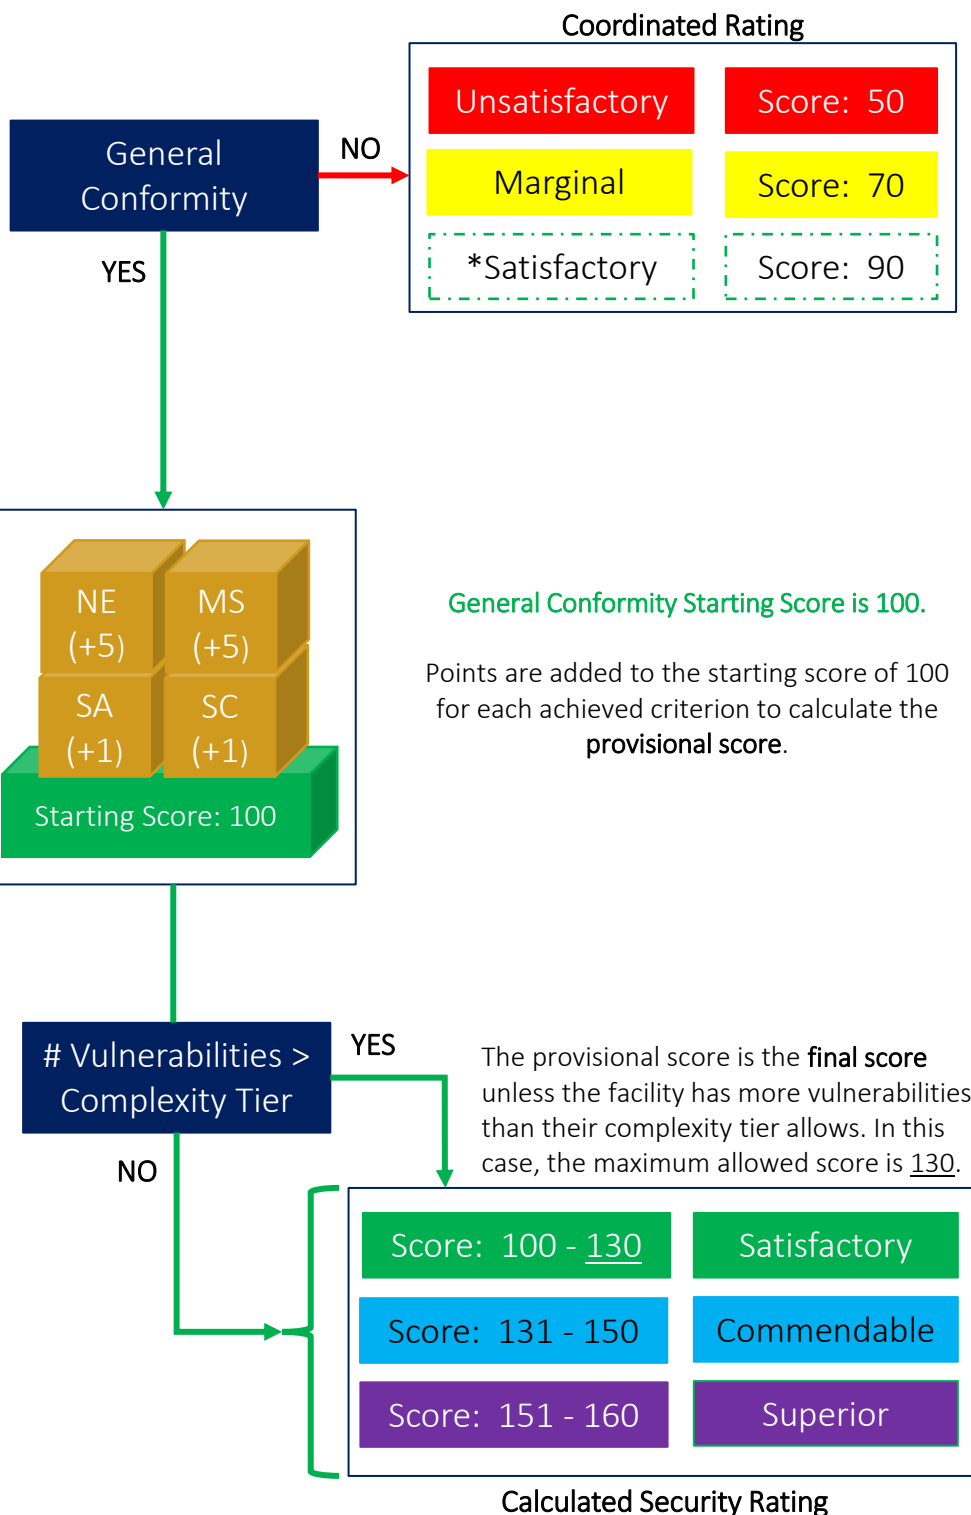 Coordinated Rating
Unsatisfactory
Score: 50
General
Conformity
NO
Marginal
Score: 70
*Satisfactory
Score: 90
YES
NE
(+5)
MS
(+5)
SA
(+1)
SC
(+1)
Starting Score: 100
General Conformity Starting Score is 100.
Points are added to the starting score of 100
for each achieved criterion to calculate the
provisional score.
# Vulnerabilities >
Complexity Tier
YES
NO
The provisional score is the final score
unless the facility has more vulnerabilities
than their complexity tier allows. In this
case, the maximum allowed score is 130.
Score: 100 - 130
Satisfactory
Score: 131 - 150
Commendable
Score: 151 - 160
Superior
Calculated Security Rating